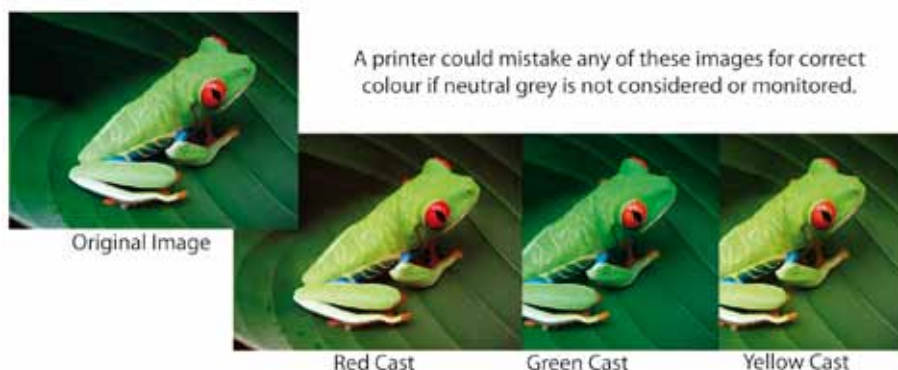 A printer could mistake any of these images for correct
colour if neutral grey is not considered or monitored.
Original Image
Red Cast
Green Cast
Yellow Cast